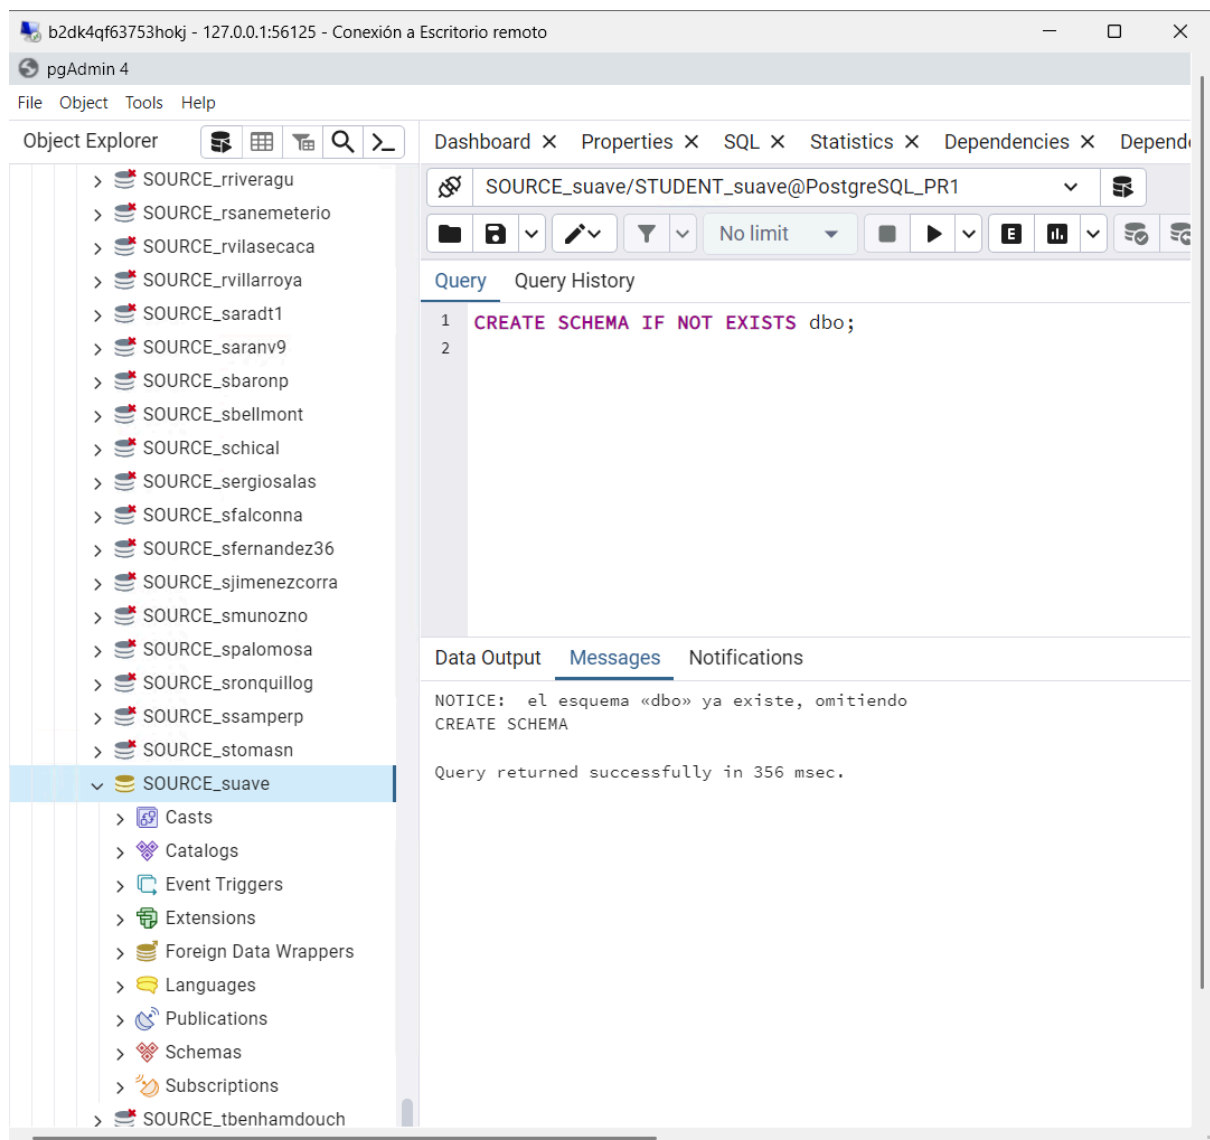 b2dk4qf63753hokj - 127.0.0.1:56125 - Conexión a Escritorio remoto
pgAdmin 4
File Object Tools Help
Object Explorer
SOURCE_rriveragu
SOURCE_rsanemeterio
SOURCE_rvilasecaca
SOURCE_rvillarroya
SOURCE_saradt1
SOURCE_saranv9
SOURCE_sbaronp
SOURCE_sbellmont
SOURCE_schical
SOURCE_sergiosalas
SOURCE_sfalconna
SOURCE_sfernandez36
SOURCE_sjimenezcorra
SOURCE_smunozno
SOURCE_spalomosa
SOURCE_sronquillog
SOURCE_ssamperp
SOURCE_stomasn
SOURCE_suave
Casts
Catalogs
Event Triggers
Extensions
Foreign Data Wrappers
Languages
Publications
Schemas
Subscriptions
SOURCE_tbenhamdouch
Dashboard Properties SQL Statistics Dependencies Depende
SOURCE_suave/STUDENT_suave@PostgreSQL_PR1
No limit
E
Query Query History
1 CREATE SCHEMA IF NOT EXISTS dbo;
2
Data Output Messages Notifications
NOTICE: el esquema «dbo» ya existe, omitiendo
CREATE SCHEMA
Query returned successfully in 356 msec.